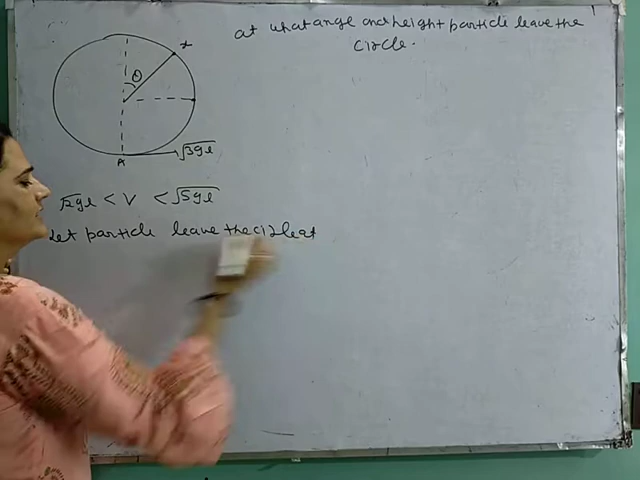 at what angle and height particle leave the
circle.
x
θ
√3gl
A
√2gl < V < √5gl
Let particle leave the circle at